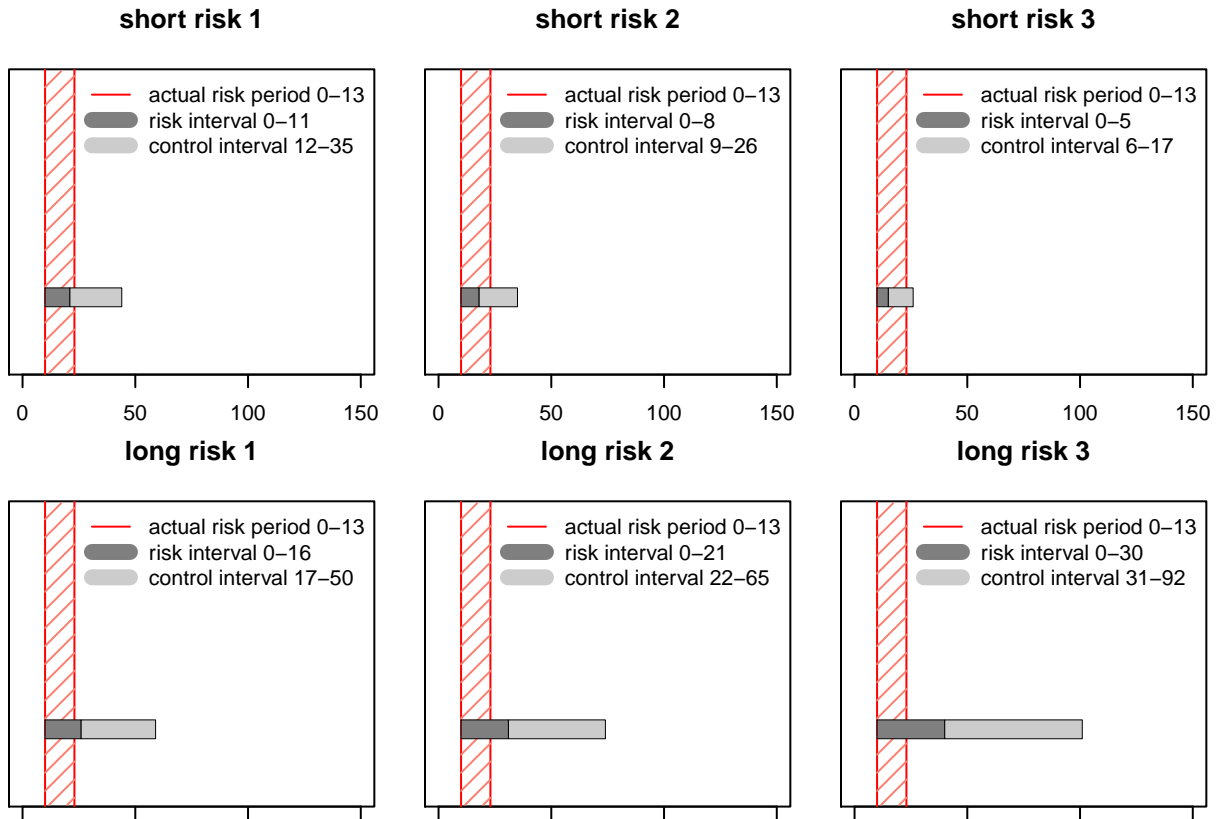 short risk 1
actual risk period 0–13
risk interval 0–11
control interval 12–35
0 50 100 150
short risk 2
actual risk period 0–13
risk interval 0–8
control interval 9–26
0 50 100 150
short risk 3
actual risk period 0–13
risk interval 0–5
control interval 6–17
0 50 100 150
long risk 1
actual risk period 0–13
risk interval 0–16
control interval 17–50
long risk 2
actual risk period 0–13
risk interval 0–21
control interval 22–65
long risk 3
actual risk period 0–13
risk interval 0–30
control interval 31–92